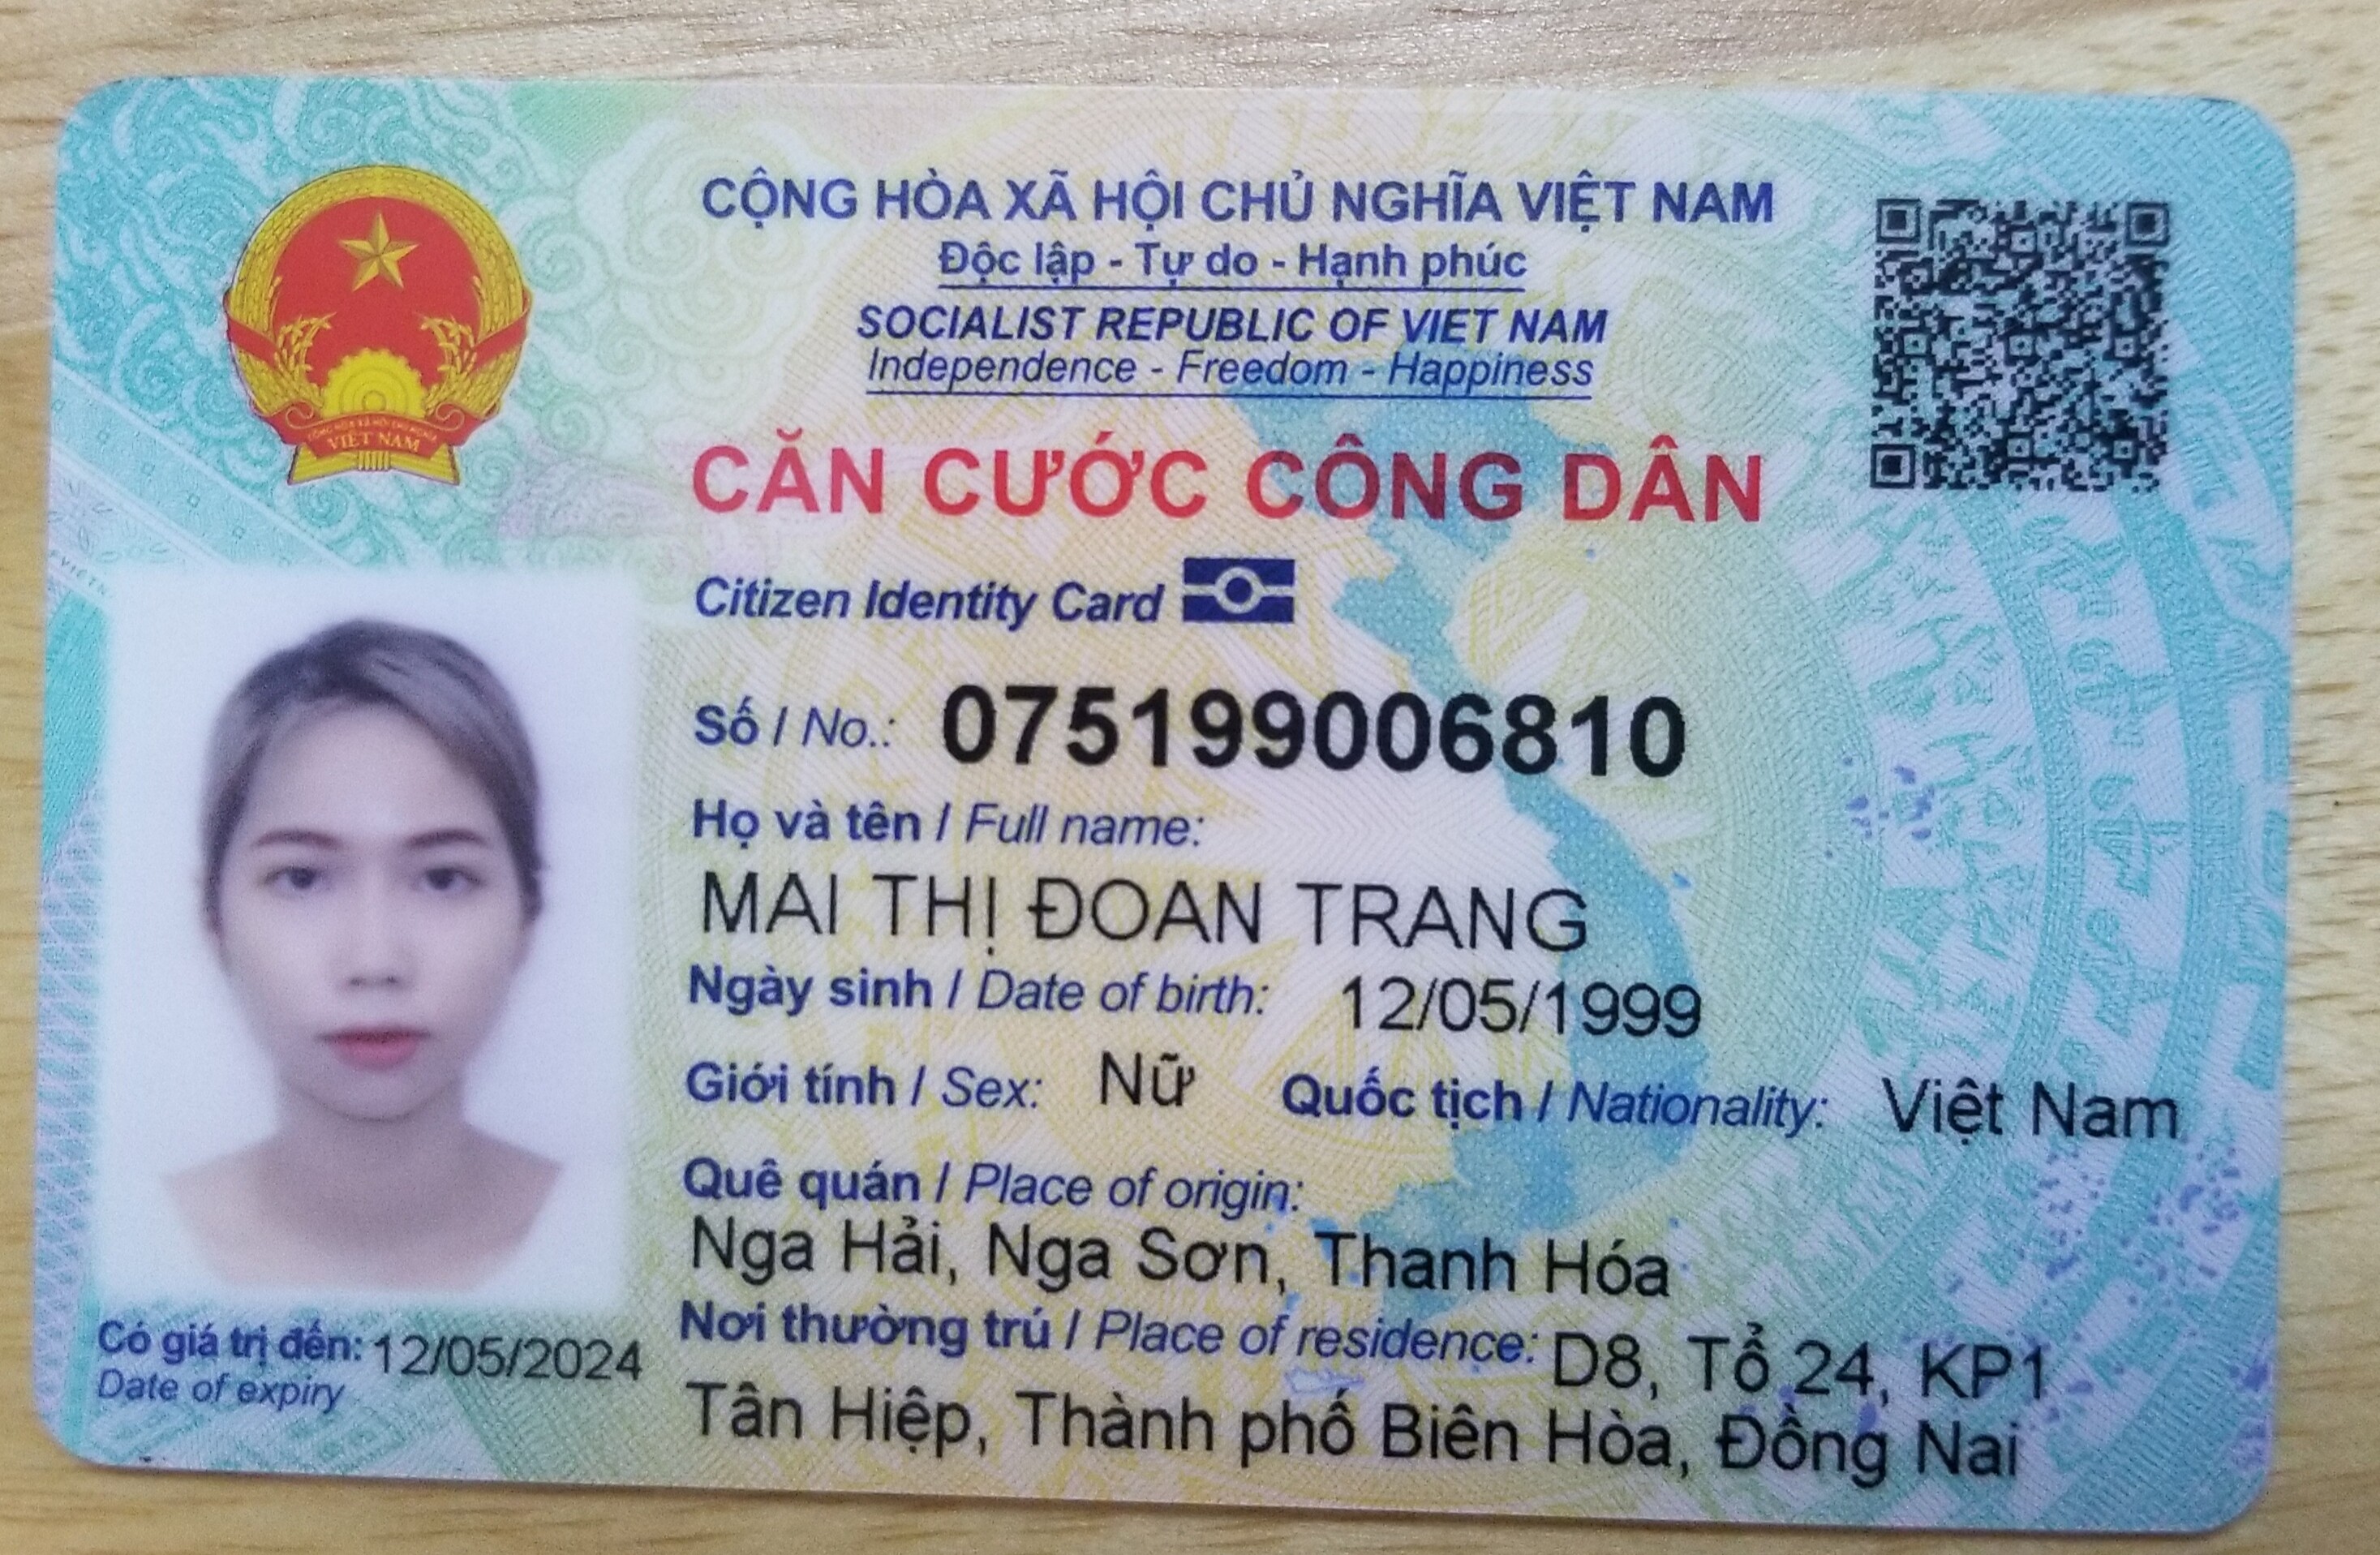 CỘNG HÒA XÃ HỘI CHỦ NGHĨA VIỆT NAM
Độc lập - Tự do - Hạnh phúc
SOCIALIST REPUBLIC OF VIET NAM
Independence - Freedom - Happiness
VIỆT NAM
CĂN CƯỚC CÔNG DÂN
Citizen Identity Card
Số / No.: 075199006810
Họ và tên / Full name:
MAI THỊ ĐOAN TRANG
Ngày sinh / Date of birth: 12/05/1999
Giới tính / Sex: Nữ Quốc tịch / Nationality: Việt Nam
Quê quán / Place of origin:
Nga Hải, Nga Sơn, Thanh Hóa
Nơi thường trú / Place of residence: D8, Tổ 24, KP1
Tân Hiệp, Thành phố Biên Hòa, Đồng Nai
Có giá trị đến: 12/05/2024
Date of expiry